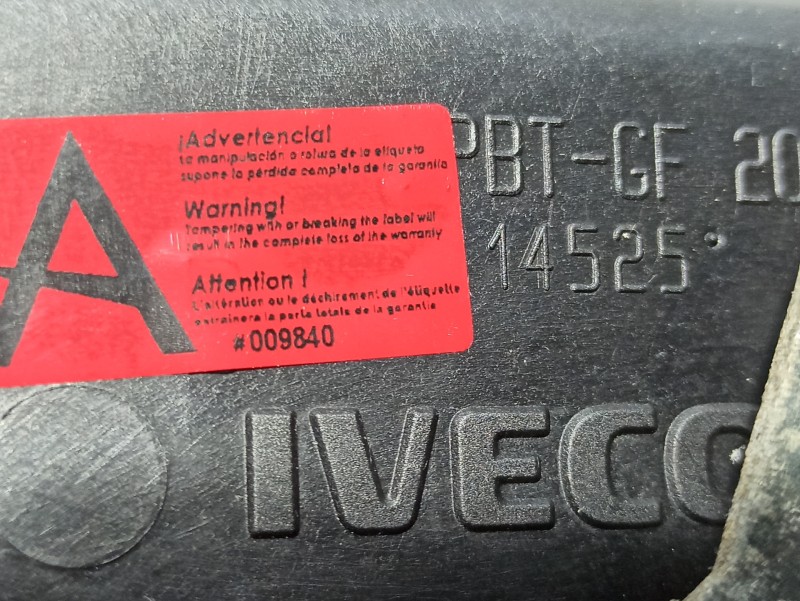 A
¡Advertencia!
La manipulación o rotura de la etiqueta
supone la pérdida completa de la garantía
Warning!
Tampering with or breaking the label will
result in the complete loss of the warranty
Attention !
L'altération ou le déchirement de l'étiquette
entrainera la perte totale de la garantie
#009840
PBT-GF 20
14525°
IVECO